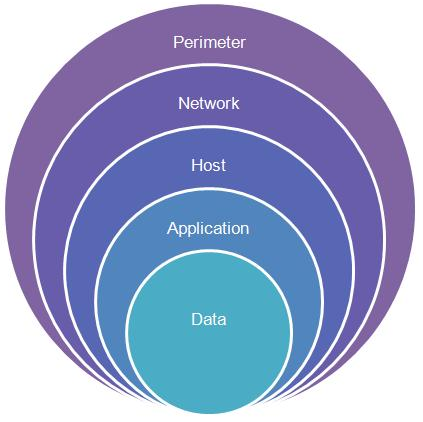 Perimeter
Network
Host
Application
Data